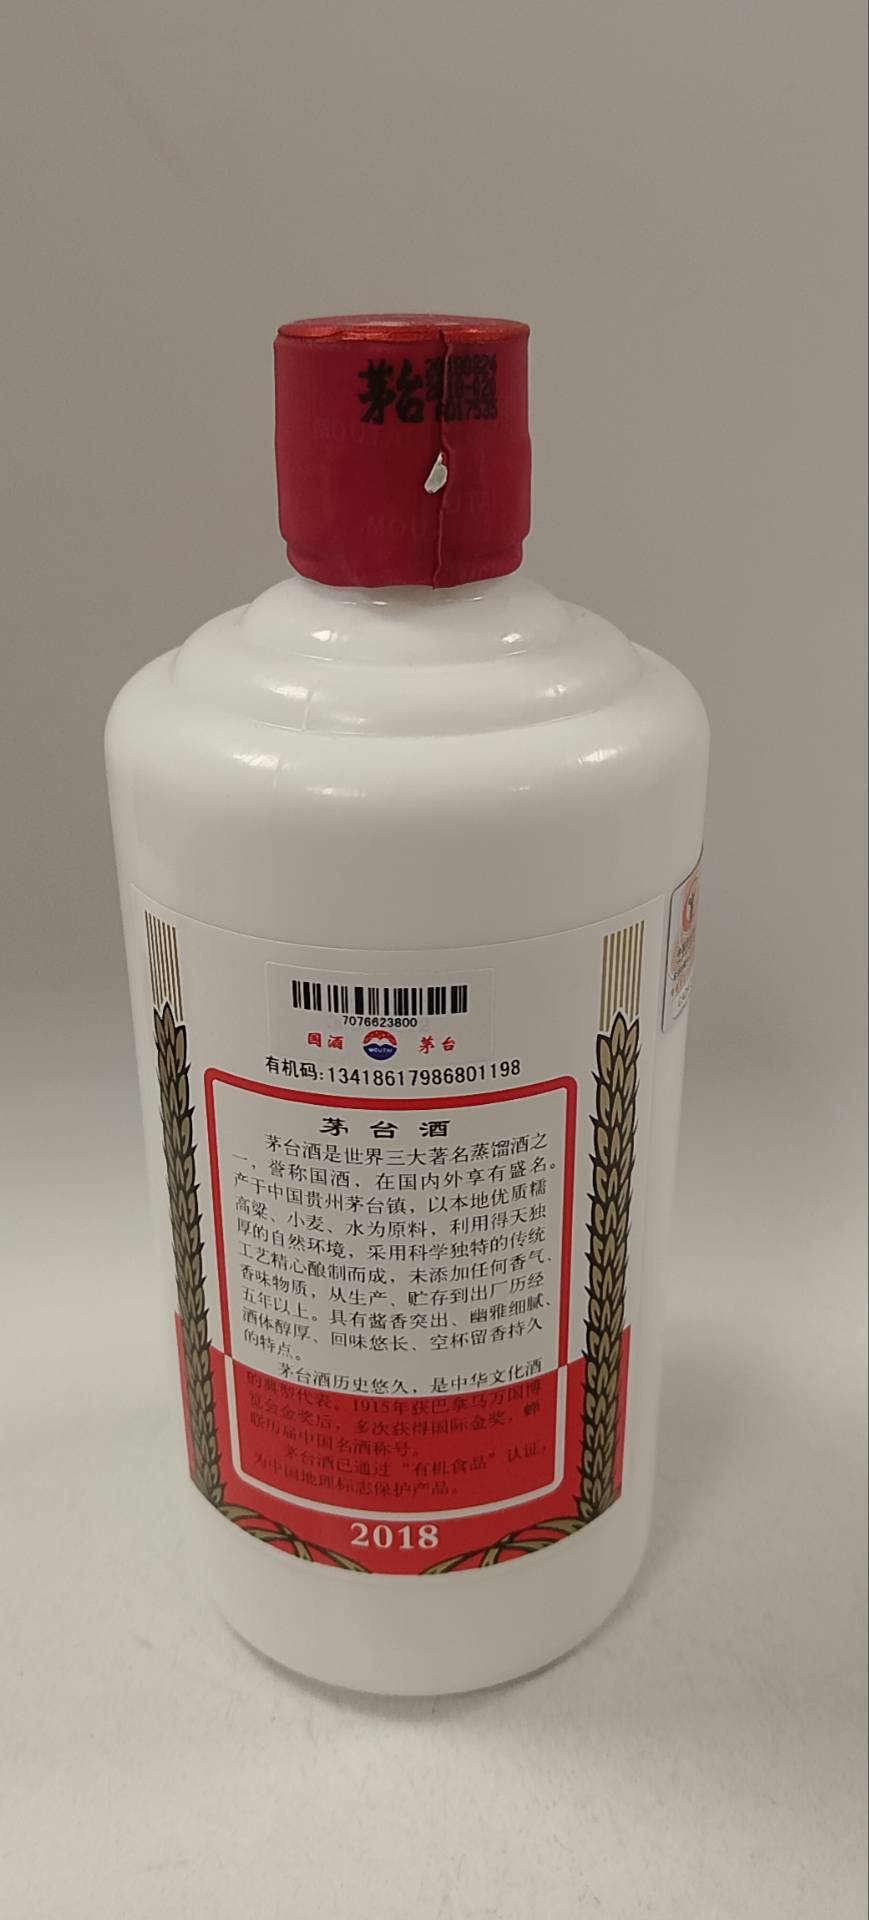 茅台
7076623800
国酒
MOUTAI
茅台
有机码:13418617986801198
茅台酒
茅台酒是世界三大著名蒸馏酒之
一，誉称国酒，在国内外享有盛名。
产于中国贵州茅台镇，以本地优质糯
高粱、小麦、水为原料，利用得天独
厚的自然环境，采用科学独特的传统
工艺精心酿制而成，未添加任何香气、
香味物质，从生产、贮存到出厂历经
五年以上。具有酱香突出、幽雅细腻、
酒体醇厚、回味悠长、空杯留香持久
的特点。
茅台酒历史悠久，是中华文化酒
的典型代表。1915年获巴拿马万国博
览会金奖后，多次获得国际金奖，蝉
联历届中国名酒称号。
茅台酒已通过“有机食品”认证，
为中国地理标志保护产品。
2018